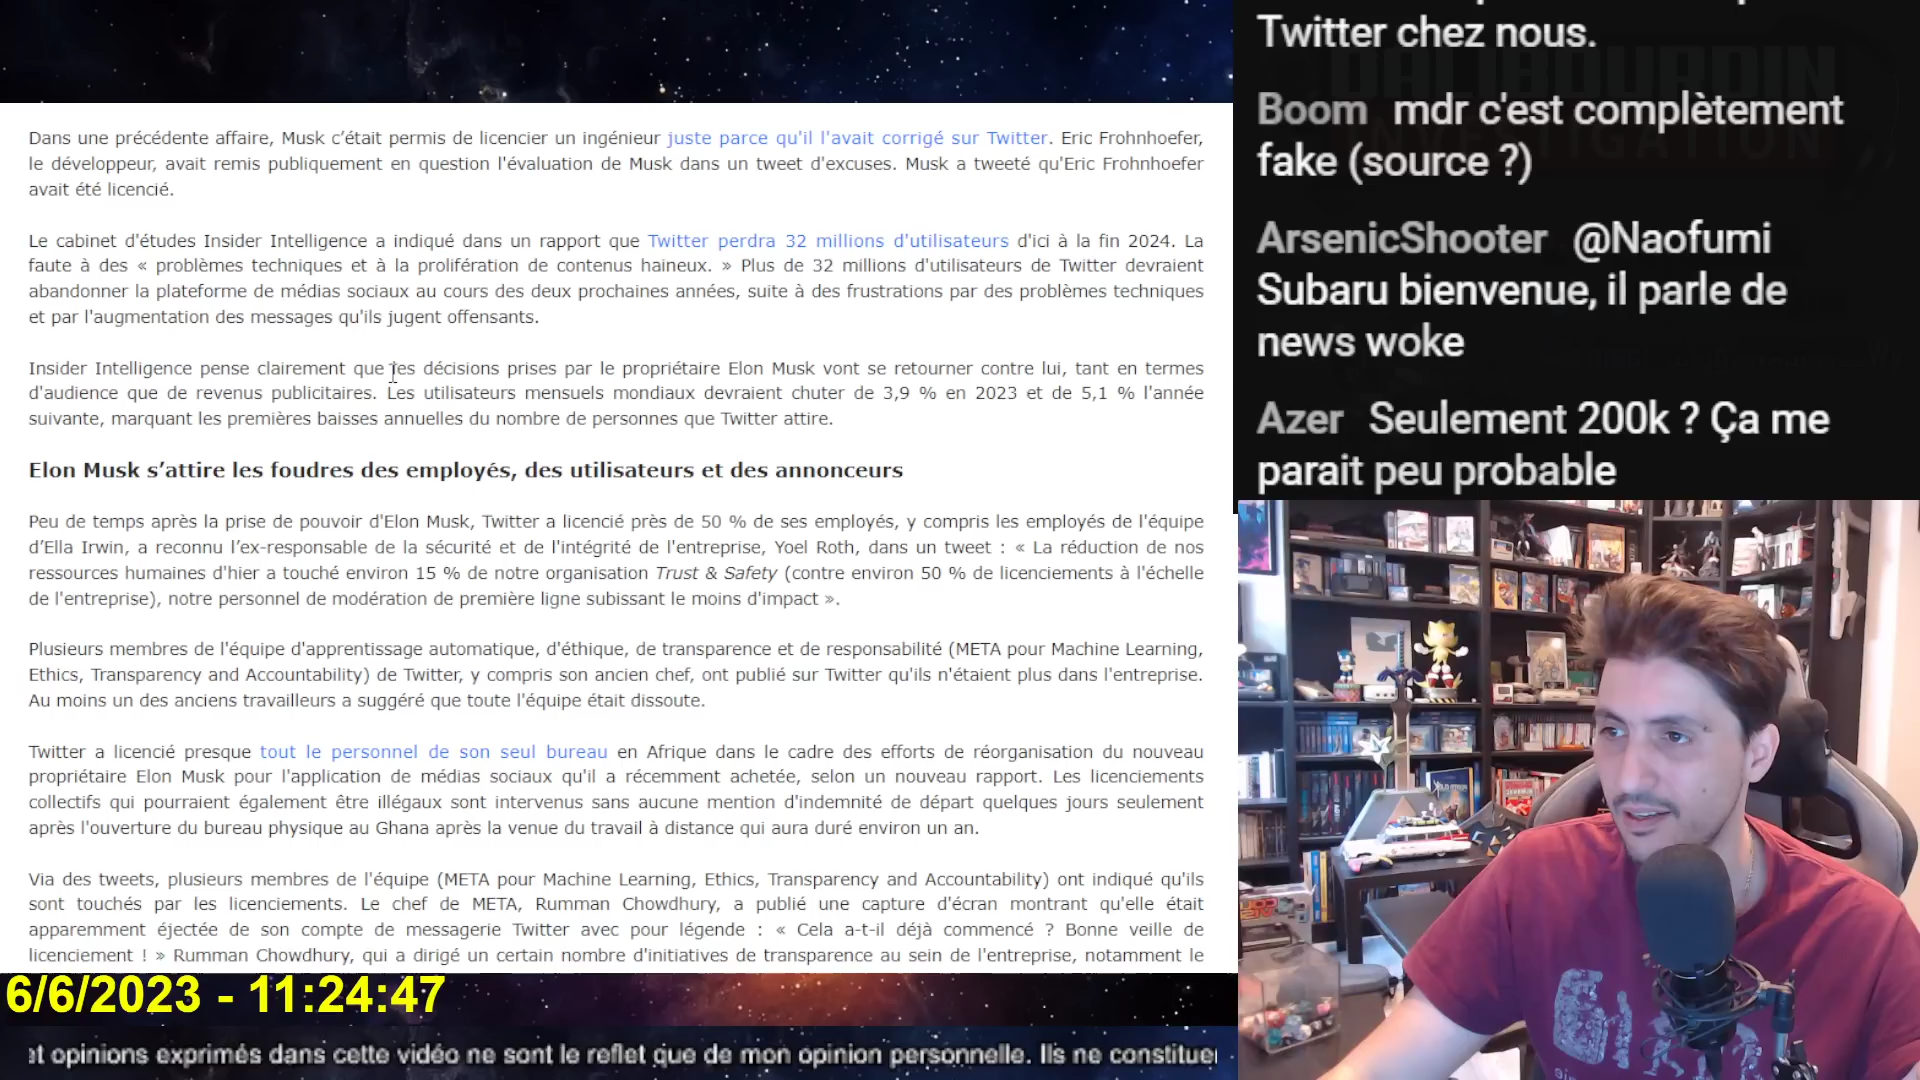 Dans une précédente affaire, Musk c’était permis de licencier un ingénieur juste parce qu'il l'avait corrigé sur Twitter. Eric Frohnhoefer,
le développeur, avait remis publiquement en question l'évaluation de Musk dans un tweet d'excuses. Musk a tweeté qu'Eric Frohnhoefer
avait été licencié.
Le cabinet d'études Insider Intelligence a indiqué dans un rapport que Twitter perdra 32 millions d'utilisateurs d'ici à la fin 2024. La
faute à des « problèmes techniques et à la prolifération de contenus haineux. » Plus de 32 millions d'utilisateurs de Twitter devraient
abandonner la plateforme de médias sociaux au cours des deux prochaines années, suite à des frustrations par des problèmes techniques
et par l'augmentation des messages qu'ils jugent offensants.
Insider Intelligence pense clairement que les décisions prises par le propriétaire Elon Musk vont se retourner contre lui, tant en termes
d'audience que de revenus publicitaires. Les utilisateurs mensuels mondiaux devraient chuter de 3,9 % en 2023 et de 5,1 % l'année
suivante, marquant les premières baisses annuelles du nombre de personnes que Twitter attire.
Elon Musk s’attire les foudres des employés, des utilisateurs et des annonceurs
Peu de temps après la prise de pouvoir d'Elon Musk, Twitter a licencié près de 50 % de ses employés, y compris les employés de l'équipe
d’Ella Irwin, a reconnu l’ex-responsable de la sécurité et de l'intégrité de l'entreprise, Yoel Roth, dans un tweet : « La réduction de nos
ressources humaines d'hier a touché environ 15 % de notre organisation Trust & Safety (contre environ 50 % de licenciements à l'échelle
de l'entreprise), notre personnel de modération de première ligne subissant le moins d'impact ».
Plusieurs membres de l'équipe d'apprentissage automatique, d'éthique, de transparence et de responsabilité (META pour Machine Learning,
Ethics, Transparency and Accountability) de Twitter, y compris son ancien chef, ont publié sur Twitter qu'ils n'étaient plus dans l'entreprise.
Au moins un des anciens travailleurs a suggéré que toute l'équipe était dissoute.
Twitter a licencié presque tout le personnel de son seul bureau en Afrique dans le cadre des efforts de réorganisation du nouveau
propriétaire Elon Musk pour l'application de médias sociaux qu'il a récemment achetée, selon un nouveau rapport. Les licenciements
collectifs qui pourraient également être illégaux sont intervenus sans aucune mention d'indemnité de départ quelques jours seulement
après l'ouverture du bureau physique au Ghana après la venue du travail à distance qui aura duré environ un an.
Via des tweets, plusieurs membres de l'équipe (META pour Machine Learning, Ethics, Transparency and Accountability) ont indiqué qu'ils
sont touchés par les licenciements. Le chef de META, Rumman Chowdhury, a publié une capture d'écran montrant qu'elle était
apparemment éjectée de son compte de messagerie Twitter avec pour légende : « Cela a-t-il déjà commencé ? Bonne veille de
licenciement ! » Rumman Chowdhury, qui a dirigé un certain nombre d'initiatives de transparence au sein de l'entreprise, notamment le
6/6/2023 - 11:24:47
et opinions exprimés dans cette vidéo ne sont le reflet que de mon opinion personnelle. Ils ne constituer
Twitter chez nous.
Boom mdr c'est complètement
fake (source ?)
ArsenicShooter @Naofumi
Subaru bienvenue, il parle de
news woke
Azer Seulement 200k ? Ça me
parait peu probable
DALIBOURDIN
INVESTIGATION